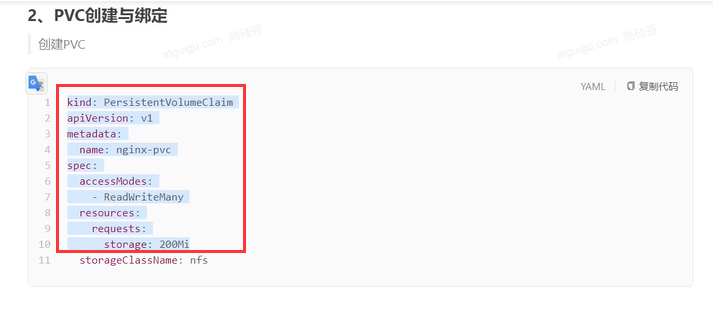 2、PVC创建与绑定
创建PVC
atguigu.com 尚硅谷
atguigu.com 尚硅谷
YAML 复制代码
1 kind: PersistentVolumeClaim
2 apiVersion: v1
3 metadata:
4   name: nginx-pvc
5 spec:
6   accessModes:
7     - ReadWriteMany
8   resources:
9     requests:
10       storage: 200Mi
11   storageClassName: nfs